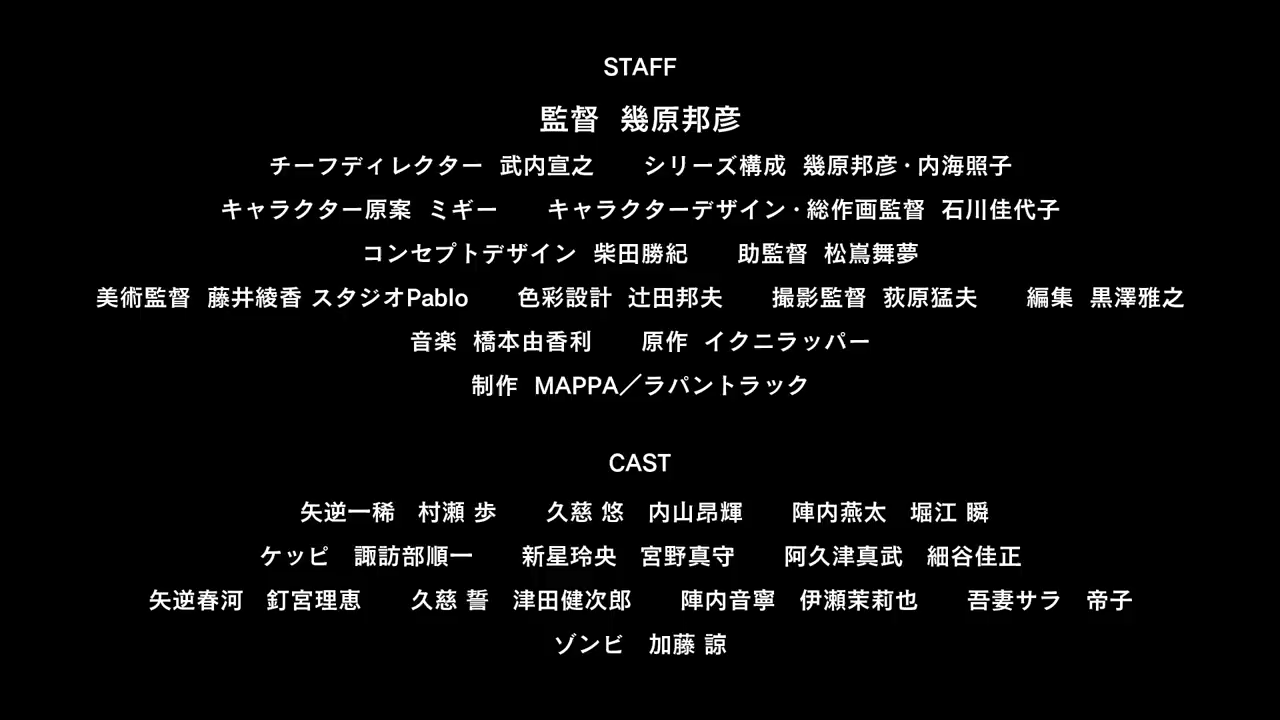 STAFF
監督 幾原邦彦
チーフディレクター 武内宣之 シリーズ構成 幾原邦彦・内海照子
キャラクター原案 ミギー キャラクターデザイン・総作画監督 石川佳代子
コンセプトデザイン 柴田勝紀 助監督 松嶌舞夢
美術監督 藤井綾香 スタジオPablo 色彩設計 辻田邦夫 撮影監督 荻原猛夫 編集 黒澤雅之
音楽 橋本由香利 原作 イクニラッパー
制作 MAPPA／ラパントラック
CAST
矢逆一稀 村瀬 歩 久慈 悠 内山昂輝 陣内燕太 堀江 瞬
ケッピ 諏訪部順一 新星玲央 宮野真守 阿久津真武 細谷佳正
矢逆春河 釘宮理恵 久慈 誓 津田健次郎 陣内音寧 伊瀬茉莉也 吾妻サラ 帝子
ゾンビ 加藤 諒